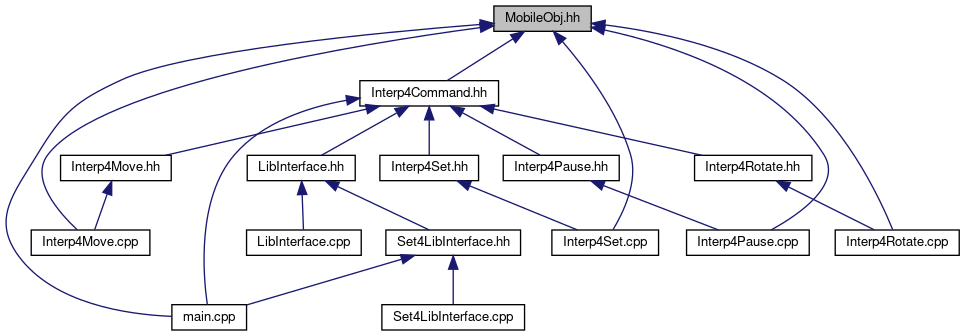 MobileObj.hh
Interp4Command.hh
Interp4Move.hh
LibInterface.hh
Interp4Set.hh
Interp4Pause.hh
Interp4Rotate.hh
Interp4Move.cpp
LibInterface.cpp
Set4LibInterface.hh
Interp4Set.cpp
Interp4Pause.cpp
Interp4Rotate.cpp
main.cpp
Set4LibInterface.cpp